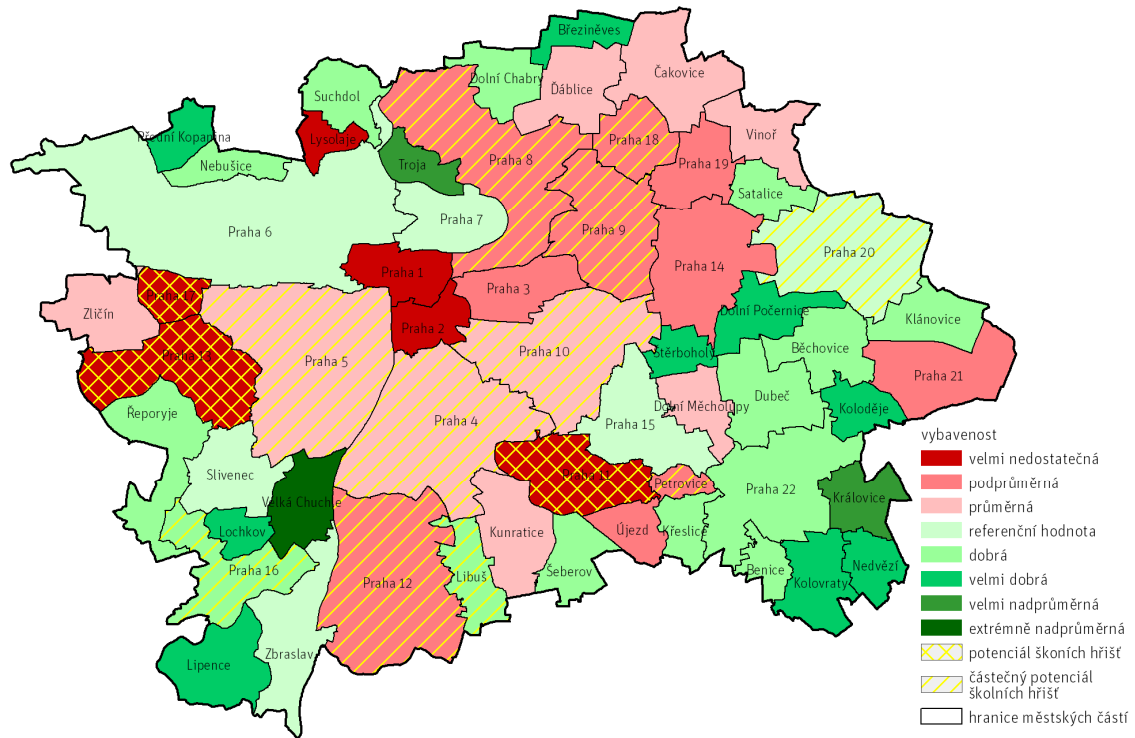 Březiněves
Čakovice
Dolní Chabry
Ďáblice
Suchdol
Vinoř
Přední Kopanina
Lysolaje
Praha 18
Praha 8
Praha 19
Nebušice
Troja
Satalice
Praha 7
Praha 6
Praha 9
Praha 20
Praha 14
Praha 1
Praha 3
Praha 17
Zličín
Dolní Počernice
Klánovice
Praha 2
Praha 10
Praha 5
Štěrboholy
Běchovice
Praha 21
Dubeč
Dolní Měcholupy
Koloděje
Řeporyje
Praha 4
Praha 15
Slivenec
Petrovice
Praha 22
Královice
Velká Chuchle
Lochkov
Kunratice
Újezd
Křeslice
Praha 16
Praha 12
Libuš
Šeberov
Benice
Kolovraty
Nedvězí
Zbraslav
Lipence
vybavenost
velmi nedostatečná
podprůměrná
průměrná
referenční hodnota
dobrá
velmi dobrá
velmi nadprůměrná
extrémně nadprůměrná
potenciál škoních hřišť
částečný potenciál
školních hřišť
hranice městských částí